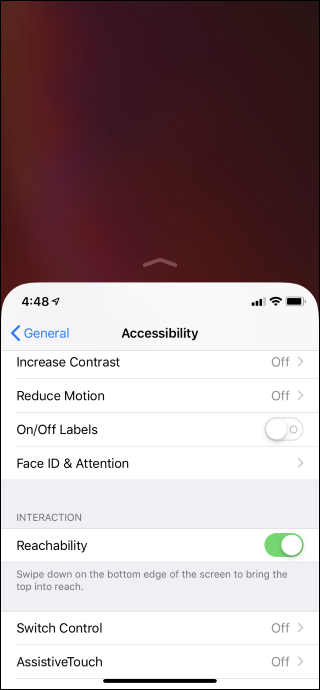 4:48
General Accessibility
Increase Contrast Off
Reduce Motion Off
On/Off Labels
Face ID & Attention
INTERACTION
Reachability
Swipe down on the bottom edge of the screen to bring the
top into reach.
Switch Control Off
AssistiveTouch Off